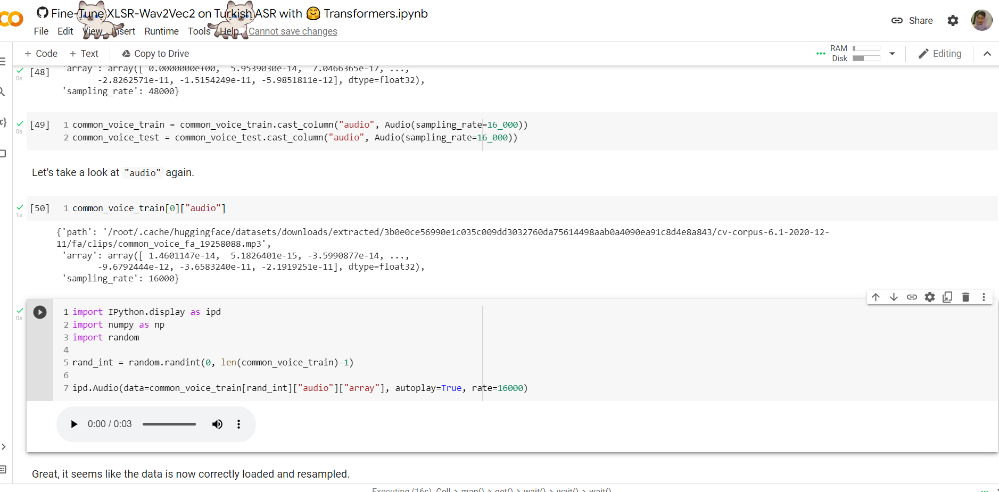 Fine-Tune XLSR-Wav2Vec2 on Turkish ASR with 🤗 Transformers.ipynb
File Edit View Insert Runtime Tools Help Cannot save changes
Share
+ Code + Text Copy to Drive
RAM
Disk
Editing
[48]
0s
'array': array([ 0.0000000e+00,  5.9539030e-14,  7.0466365e-17, ...,
-2.8262571e-11, -1.5154249e-11, -5.9851811e-12], dtype=float32),
'sampling_rate': 48000}
[49]
0s
1 common_voice_train = common_voice_train.cast_column("audio", Audio(sampling_rate=16_000))
2 common_voice_test = common_voice_test.cast_column("audio", Audio(sampling_rate=16_000))
Let's take a look at "audio" again.
[50]
1s
1 common_voice_train[0]["audio"]
{'path': '/root/.cache/huggingface/datasets/downloads/extracted/3b0e0ce56990e1c035c009dd3032760da75614498aab0a4090ea91c8d4e8a843/cv-corpus-6.1-2020-12-
11/fa/clips/common_voice_fa_19258088.mp3',
'array': array([ 1.4601147e-14,  5.1826401e-15, -3.5990877e-14, ...,
-9.6792444e-12, -3.6583240e-11, -2.1919251e-11], dtype=float32),
'sampling_rate': 16000}
0s
1 import IPython.display as ipd
2 import numpy as np
3 import random
4
5 rand_int = random.randint(0, len(common_voice_train)-1)
6
7 ipd.Audio(data=common_voice_train[rand_int]["audio"]["array"], autoplay=True, rate=16000)
0:00 / 0:03
Great, it seems like the data is now correctly loaded and resampled.
Executing (16s) Cell > map() > get() > wait() > wait() > wait()